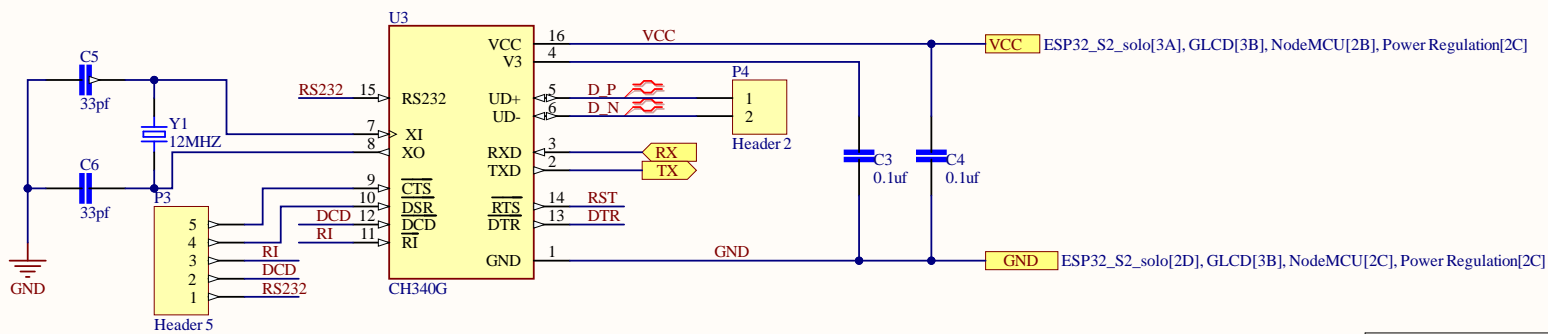 U3
C5
33pf
Y1
12MHZ
C6
33pf
GND
P3
5
4
3
2
1
RI
DCD
RS232
Header 5
RS232
15
RS232
7
XI
8
XO
9
CTS
10
DSR
DCD
12
DCD
RI
11
RI
CH340G
VCC
16
VCC
V3
4
UD+
5
D_P
UD-
6
D_N
P4
1
2
Header 2
RXD
3
RX
TXD
2
TX
RTS
14
RST
DTR
13
DTR
GND
1
GND
C3
0.1uf
C4
0.1uf
VCC
ESP32_S2_solo[3A], GLCD[3B], NodeMCU[2B], Power Regulation[2C]
GND
ESP32_S2_solo[2D], GLCD[3B], NodeMCU[2C], Power Regulation[2C]